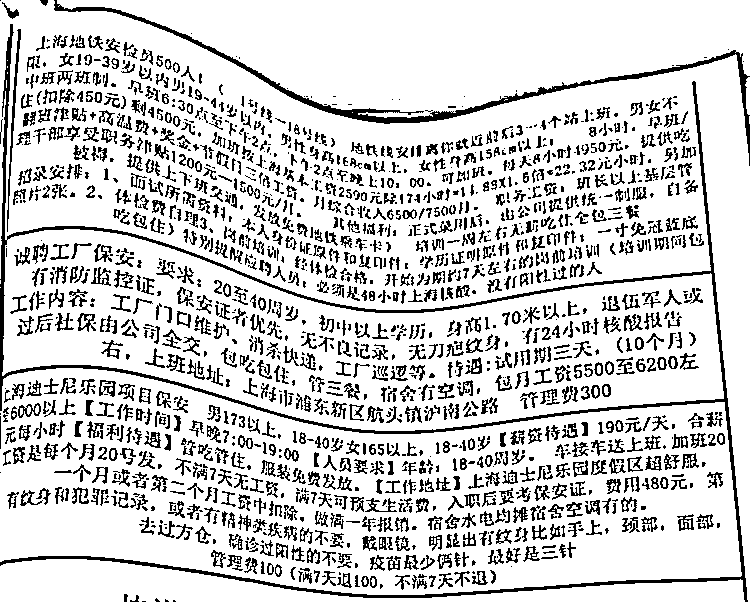 上海地铁安检员500人！（ 1号线-18号线） 地铁线安排离你就近前后3-4个站上班。男女不
限，女19-39岁以内男19-44岁以内，男性身高168cm以上，女性身高158cm以上； 8小时，早班/
中班两班制。早班6:30点至下午2点，下午2点至晚上10：00。可加班。每天8小时4950元，提供吃
住(扣除450元)剩4500元，加班按上海基本工资2590元除174小时=14.89X1.5倍=22.32元小时，另加
翻班津贴+高温费+奖金+节假日三倍工资。月综合收入6500/7500月。 职务工资：班长以上基层管
理干部享受职务津贴1200元-4500元/月。 其他福利：正式录用后，由公司提供统一制服，自备
被褥，提供上下班交通，发放免费地铁乘车卡） 培训一周左右无薪吃住全包三餐
招录安排：1、面试所需资料，本人身份证原件和复印件；学历证明原件和复印件；一寸免冠蓝底
照片2张。2、体检费自理3、岗前培训：经体检合格，开始为期约7天左右的岗前培训（培训期间包
吃包住）特别提醒应聘人员：必须是48小时上海核酸。没有阳性过的人
诚聘工厂保安：要求：20至40周岁，初中以上学历，身高1.70米以上，退伍军人或
有消防监控证，保安证者优先，无不良记录，无刀疤纹身，有24小时核酸报告
工作内容：工厂门口维护、消杀快递，工厂巡逻等。待遇:试用期三天，(10个月)
过后社保由公司全交，包吃包住，管三餐，宿舍有空调，包月工资5500至6200左
右，上班地址：上海市浦东新区航头镇沪南公路 管理费300
上海迪士尼乐园项目保安 男173以上，18-40岁女165以上，18-40岁【薪资待遇】190元/天，合薪
至6000以上【工作时间】早晚7:00-19:00 【人员要求】年龄：18-40周岁。 车接车送上班.加班20
元每小时【福利待遇】管吃管住，服装免费发放。【工作地址】上海迪士尼乐园度假区超舒服，
工资是每个月20号发，不满7天无工资，满7天可预支生活费，入职后要考保安证，费用480元，第
一个月或者第二个月工资中扣除，做满一年报销。宿舍水电均摊宿舍空调有的。
有纹身和犯罪记录，或者有精神类疾病的不要，戴眼镜，明显出有纹身比如手上，颈部，面部，
去过方仓，确诊过阳性的不要，疫苗最少俩针，最好是三针
管理费100（满7天退100，不满7天不退）